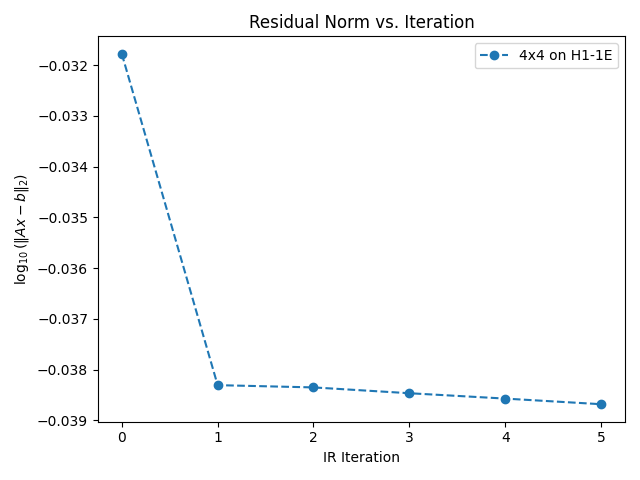 Residual Norm vs. Iteration
4x4 on H1-1E
log₁₀(‖Ax − b‖₂)
−0.032
−0.033
−0.034
−0.035
−0.036
−0.037
−0.038
−0.039
0 1 2 3 4 5
IR Iteration